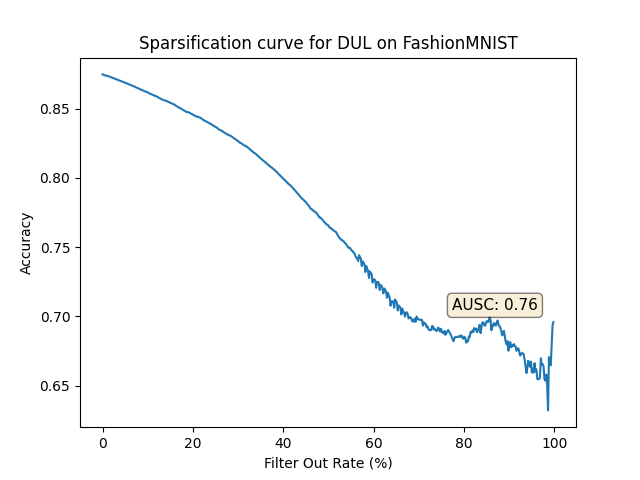 Sparsification curve for DUL on FashionMNIST
Accuracy
0.85
0.80
0.75
0.70
0.65
AUSC: 0.76
0 20 40 60 80 100
Filter Out Rate (%)